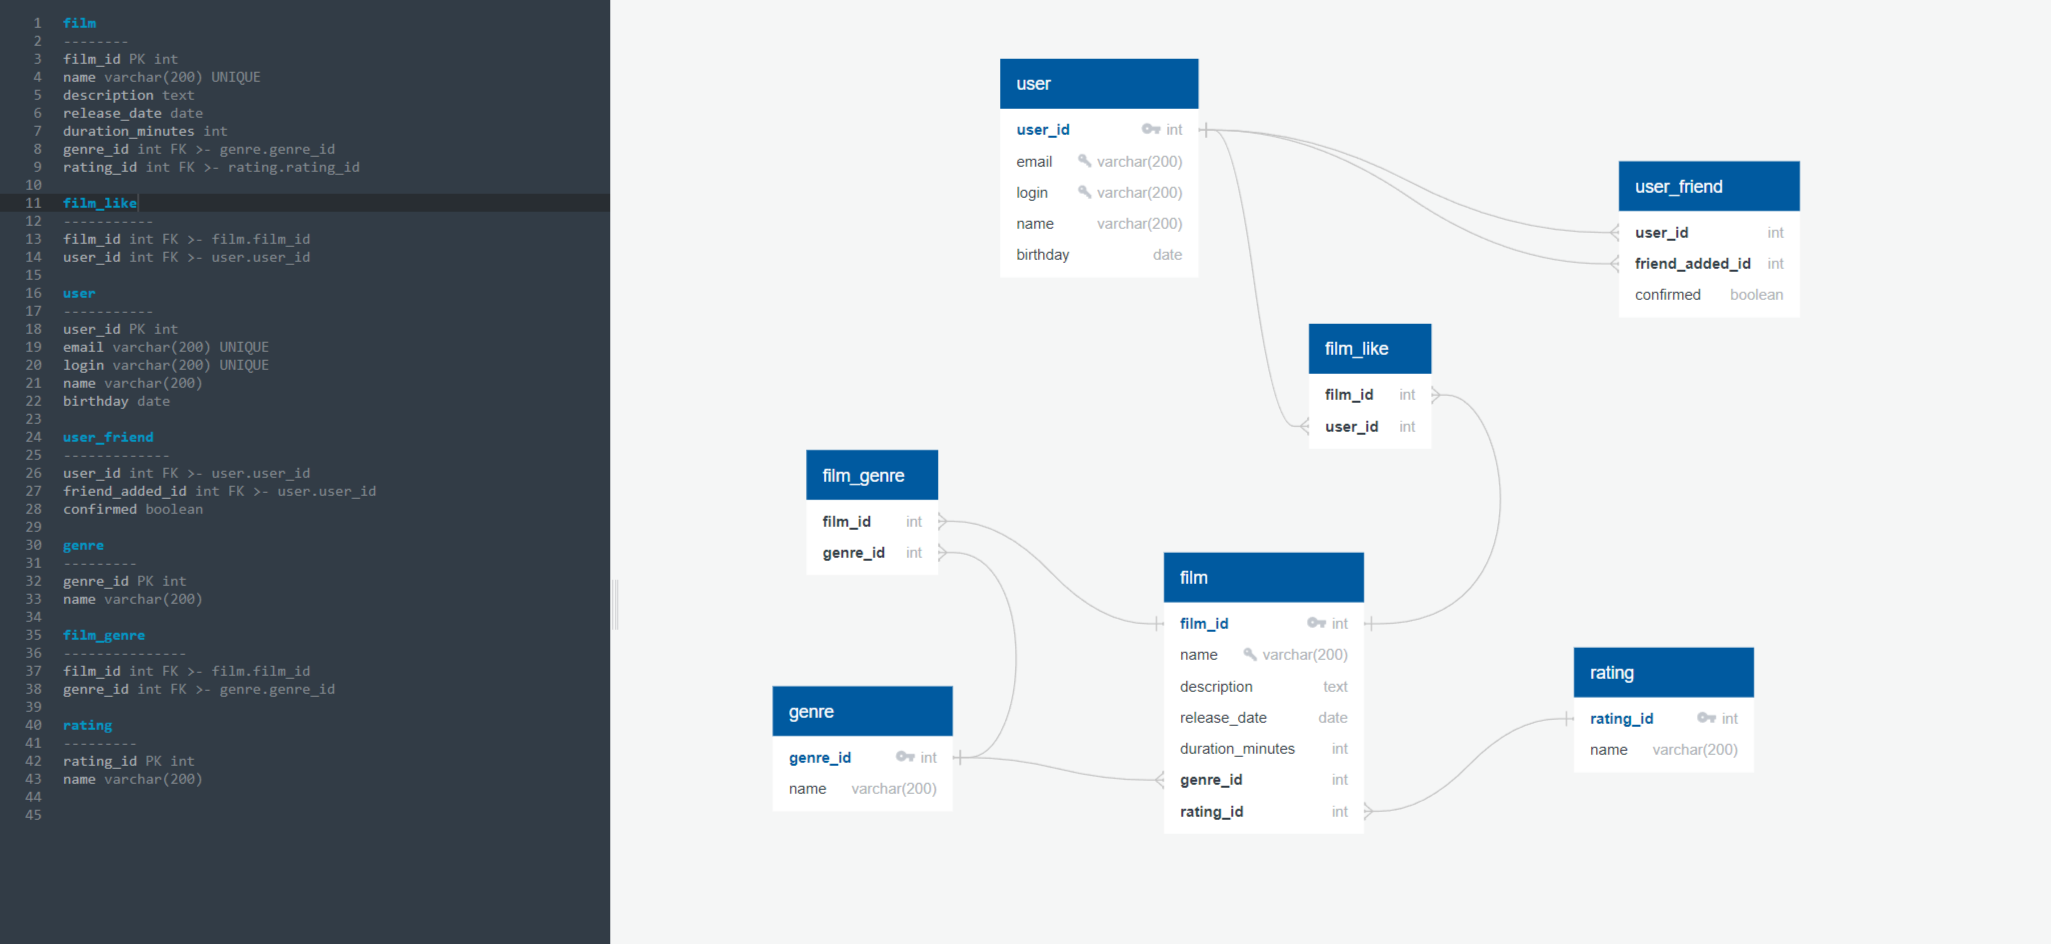 1 film
2 --------
3 film_id PK int
4 name varchar(200) UNIQUE
5 description text
6 release_date date
7 duration_minutes int
8 genre_id int FK >- genre.genre_id
9 rating_id int FK >- rating.rating_id
10
11 film_like
12 -----------
13 film_id int FK >- film.film_id
14 user_id int FK >- user.user_id
15
16 user
17 -----------
18 user_id PK int
19 email varchar(200) UNIQUE
20 login varchar(200) UNIQUE
21 name varchar(200)
22 birthday date
23
24 user_friend
25 -------------
26 user_id int FK >- user.user_id
27 friend_added_id int FK >- user.user_id
28 confirmed boolean
29
30 genre
31 ---------
32 genre_id PK int
33 name varchar(200)
34
35 film_genre
36 ---------------
37 film_id int FK >- film.film_id
38 genre_id int FK >- genre.genre_id
39
40 rating
41 ---------
42 rating_id PK int
43 name varchar(200)
44
45
user
user_id int
email varchar(200)
login varchar(200)
name varchar(200)
birthday date
user_friend
user_id int
friend_added_id int
confirmed boolean
film_like
film_id int
user_id int
film_genre
film_id int
genre_id int
film
film_id int
name varchar(200)
description text
release_date date
duration_minutes int
genre_id int
rating_id int
rating
rating_id int
name varchar(200)
genre
genre_id int
name varchar(200)